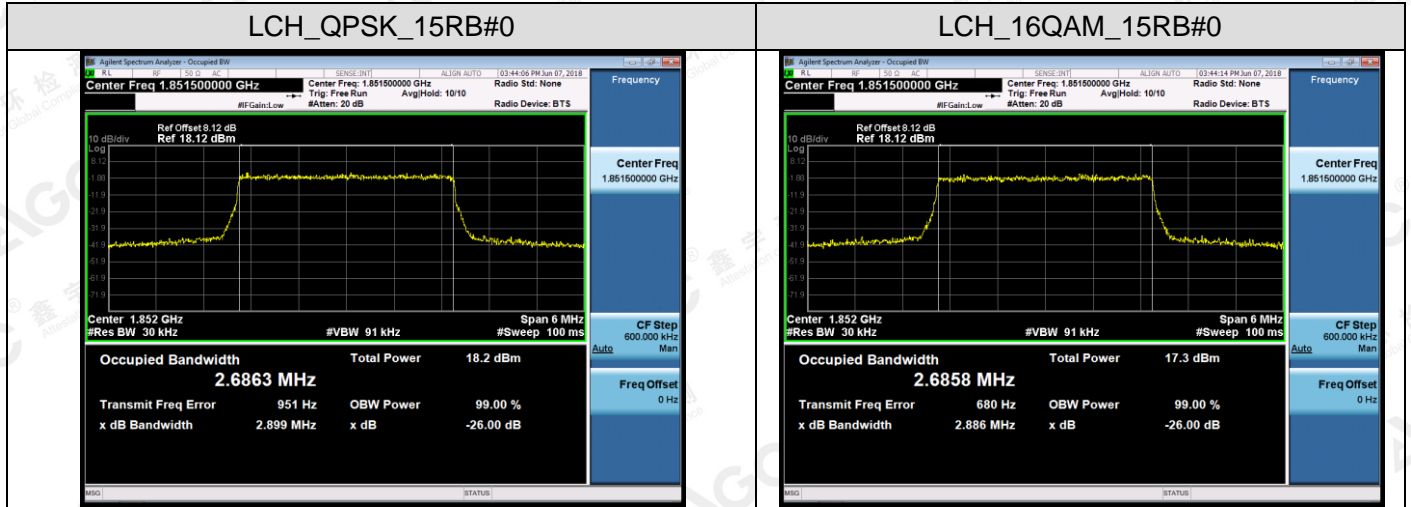 LCH_QPSK_15RB#0
Agilent Spectrum Analyzer - Occupied BW
RL RF 50 Ω AC SENSE:INT ALIGN AUTO 03:44:06 PM Jun 07, 2018
Center Freq 1.851500000 GHz
Center Freq: 1.851500000 GHz
Radio Std: None
Trig: Free Run Avg|Hold: 10/10
#IFGain:Low #Atten: 20 dB Radio Device: BTS
Ref Offset 8.12 dB
10 dB/div Ref 18.12 dBm
Log
8.12
-1.88
-11.9
-21.9
-31.9
-41.9
-51.9
-61.9
-71.9
Center 1.852 GHz Span 6 MHz
#Res BW 30 kHz #VBW 91 kHz #Sweep 100 ms
Occupied Bandwidth Total Power 18.2 dBm
2.6863 MHz
Transmit Freq Error 951 Hz OBW Power 99.00 %
x dB Bandwidth 2.899 MHz x dB -26.00 dB
MSG STATUS
Frequency
Center Freq
1.851500000 GHz
CF Step
600.000 kHz
Auto Man
Freq Offset
0 Hz
LCH_16QAM_15RB#0
Agilent Spectrum Analyzer - Occupied BW
RL RF 50 Ω AC SENSE:INT ALIGN AUTO 03:44:14 PM Jun 07, 2018
Center Freq 1.851500000 GHz
Center Freq: 1.851500000 GHz
Radio Std: None
Trig: Free Run Avg|Hold: 10/10
#IFGain:Low #Atten: 20 dB Radio Device: BTS
Ref Offset 8.12 dB
10 dB/div Ref 18.12 dBm
Log
8.12
-1.88
-11.9
-21.9
-31.9
-41.9
-51.9
-61.9
-71.9
Center 1.852 GHz Span 6 MHz
#Res BW 30 kHz #VBW 91 kHz #Sweep 100 ms
Occupied Bandwidth Total Power 17.3 dBm
2.6858 MHz
Transmit Freq Error 680 Hz OBW Power 99.00 %
x dB Bandwidth 2.886 MHz x dB -26.00 dB
MSG STATUS
Frequency
Center Freq
1.851500000 GHz
CF Step
600.000 kHz
Auto Man
Freq Offset
0 Hz